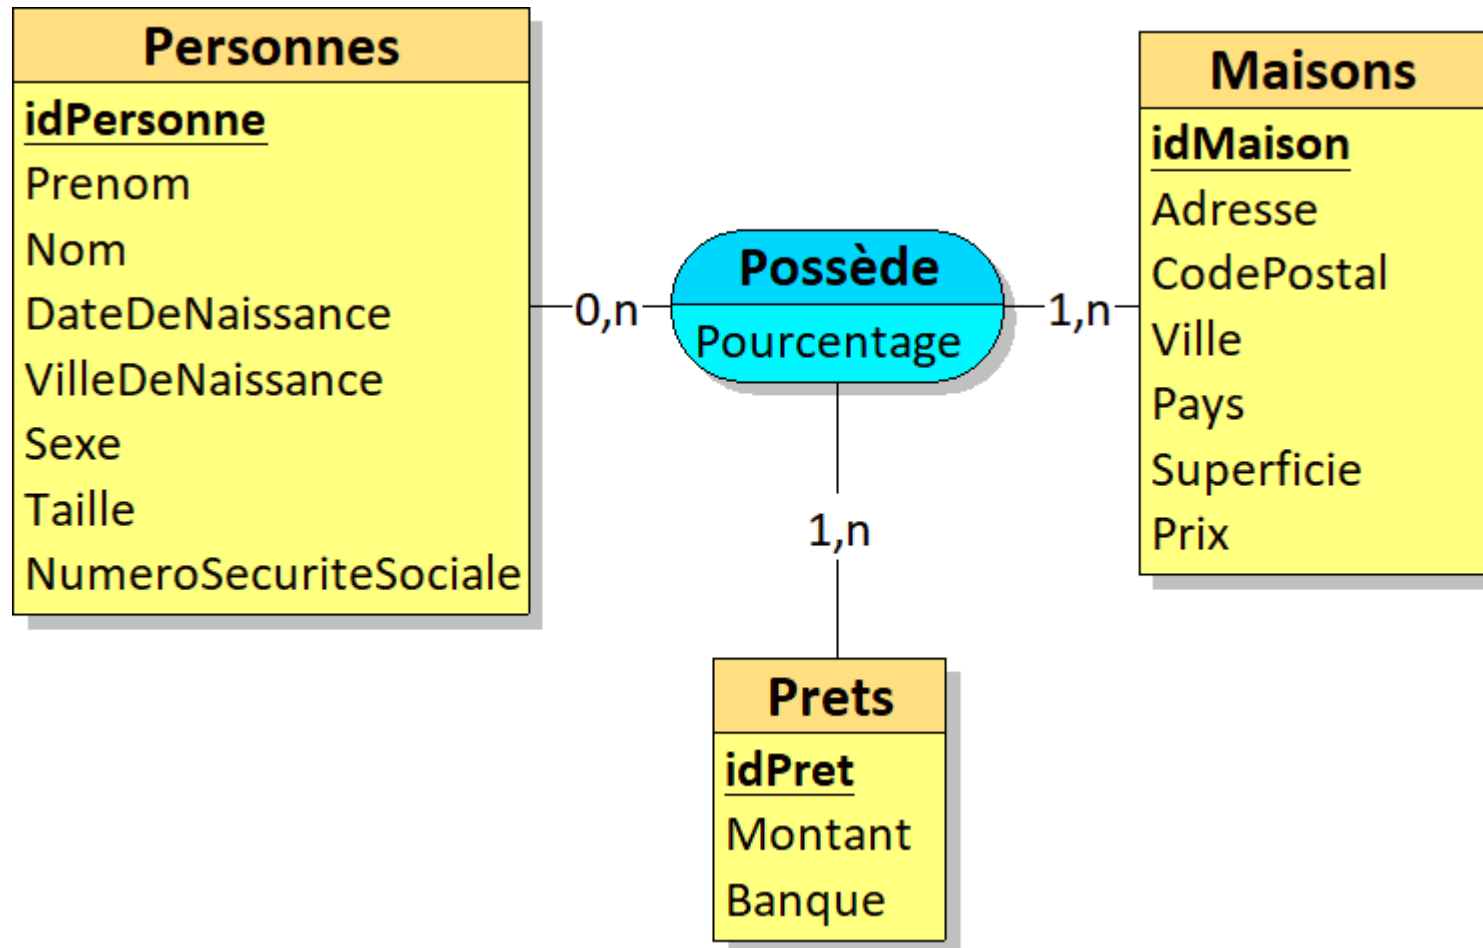 Personnes
idPersonne
Prenom
Nom
DateDeNaissance
VilleDeNaissance
Sexe
Taille
NumeroSecuriteSociale
0,n
Possède
Pourcentage
1,n
Maisons
idMaison
Adresse
CodePostal
Ville
Pays
Superficie
Prix
1,n
Prets
idPret
Montant
Banque